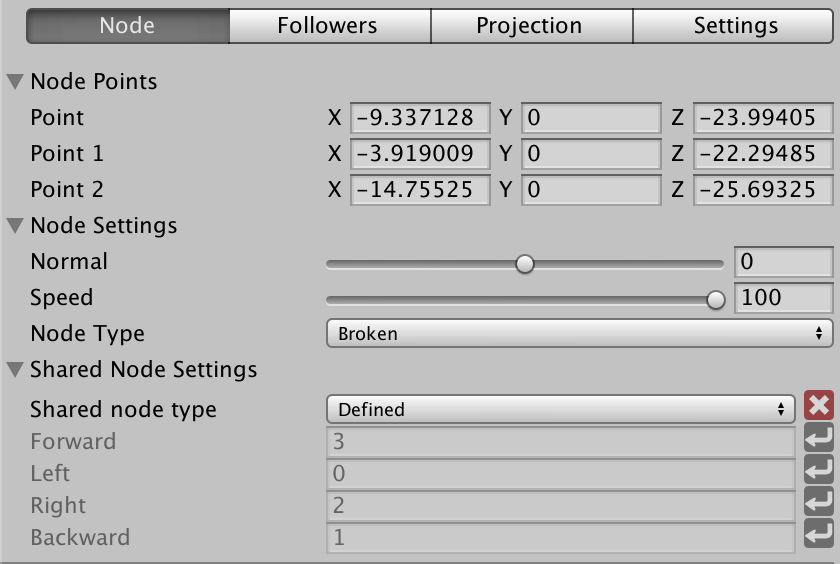 Node Followers Projection Settings
Node Points
Point X -9.337128 Y 0 Z -23.99405
Point 1 X -3.919009 Y 0 Z -22.29485
Point 2 X -14.75525 Y 0 Z -25.69325
Node Settings
Normal 0
Speed 100
Node Type Broken
Shared Node Settings
Shared node type Defined
Forward 3
Left 0
Right 2
Backward 1